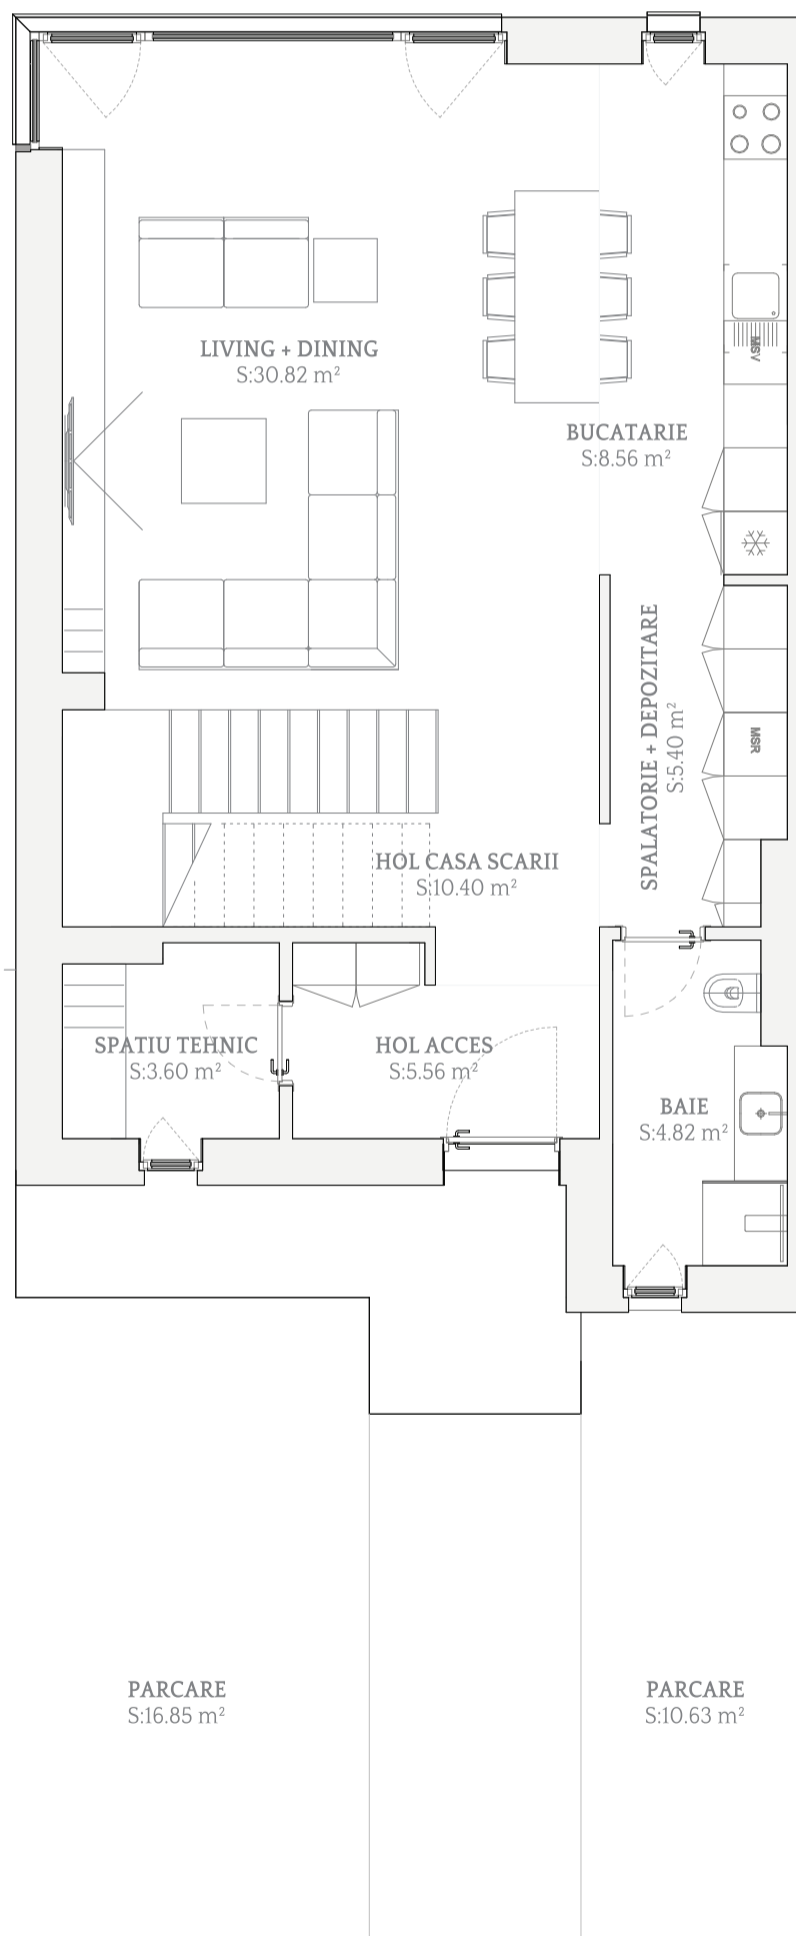 LIVING + DINING
S:30.82 m²
MSV
BUCATARIE
S:8.56 m²
SPALATORIE + DEPOZITARE
S:5.40 m²
MSR
HOL CASA SCARII
S:10.40 m²
SPATIU TEHNIC
S:3.60 m²
HOL ACCES
S:5.56 m²
BAIE
S:4.82 m²
PARCARE
S:16.85 m²
PARCARE
S:10.63 m²